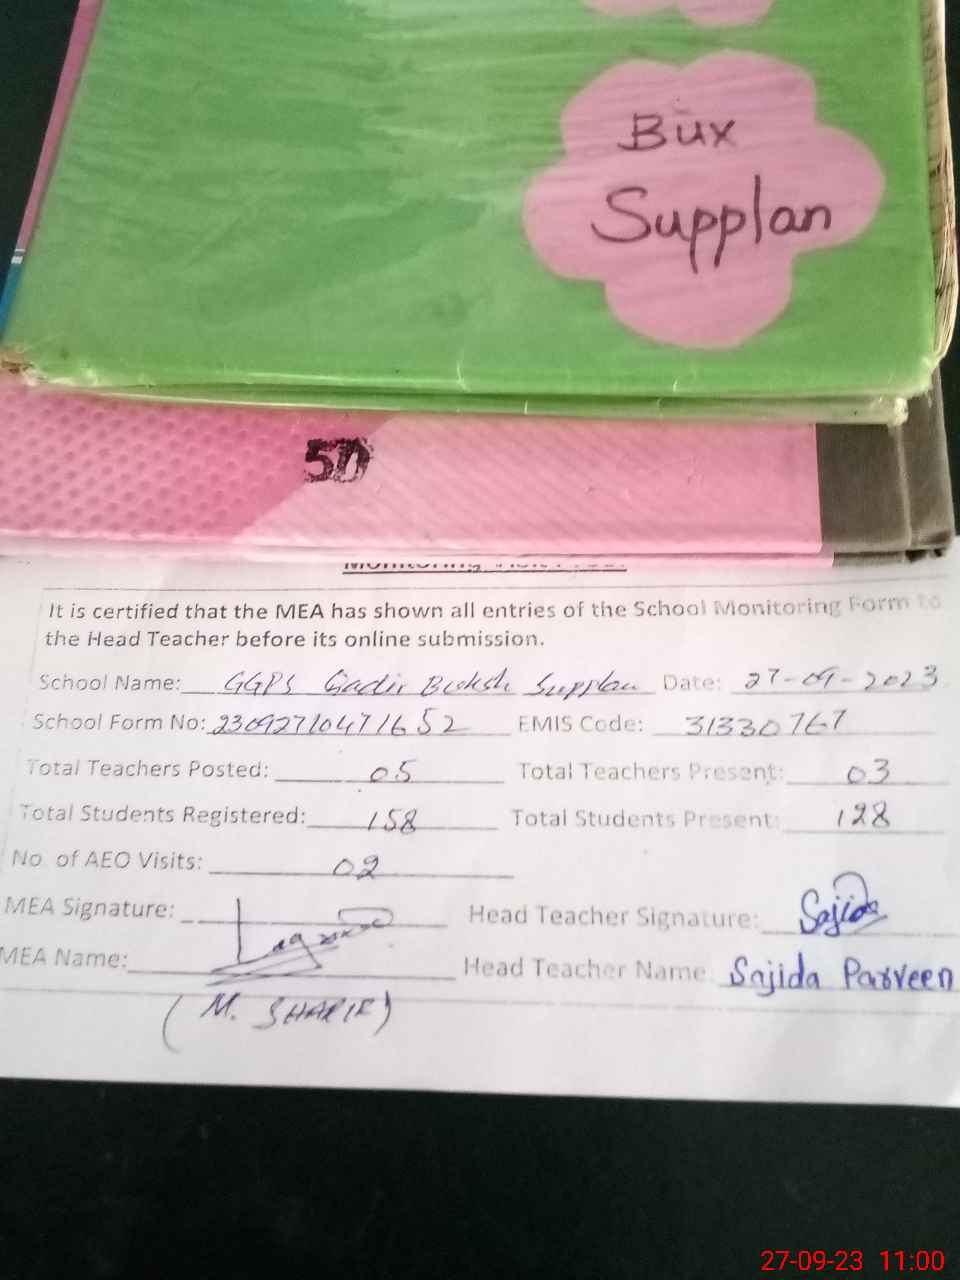 Bux
Supplan
50
Monitoring Visit
It is certified that the MEA has shown all entries of the School Monitoring Form to
the Head Teacher before its online submission.
School Name: GGPS Qadir Buksh Supplan Date: 27-09-2023
School Form No: 23092710471652 EMIS Code: 31330767
Total Teachers Posted: 05 Total Teachers Present: 03
Total Students Registered: 158 Total Students Present: 128
No. of AEO Visits: 02
MEA Signature: Head Teacher Signature: Sajida
MEA Name: Head Teacher Name Sajida Parveen
(M. SHARIF)
27-09-23 11:00